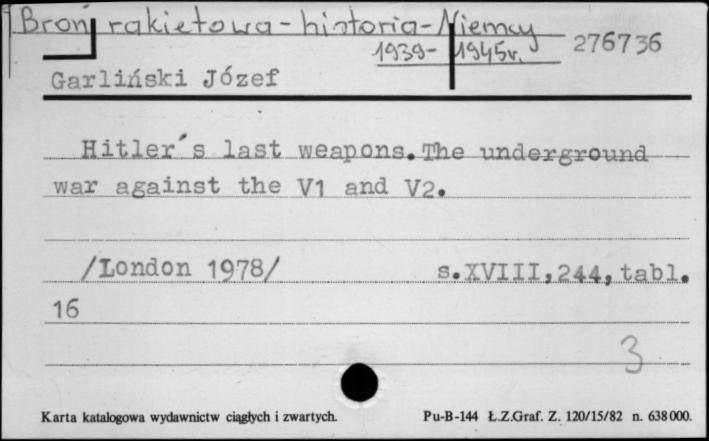 Broń rakietowa - historia - Niemcy
1939- 1945r. 276736
Garliński Józef
Hitler´s last weapons. The underground
war against the V1 and V2.
/London 1978/ s.XVIII,244,tabl.
16
3
Karta katalogowa wydawnictw ciągłych i zwartych. Pu-B-144 Ł.Z.Graf. Z. 120/15/82 n. 638000.